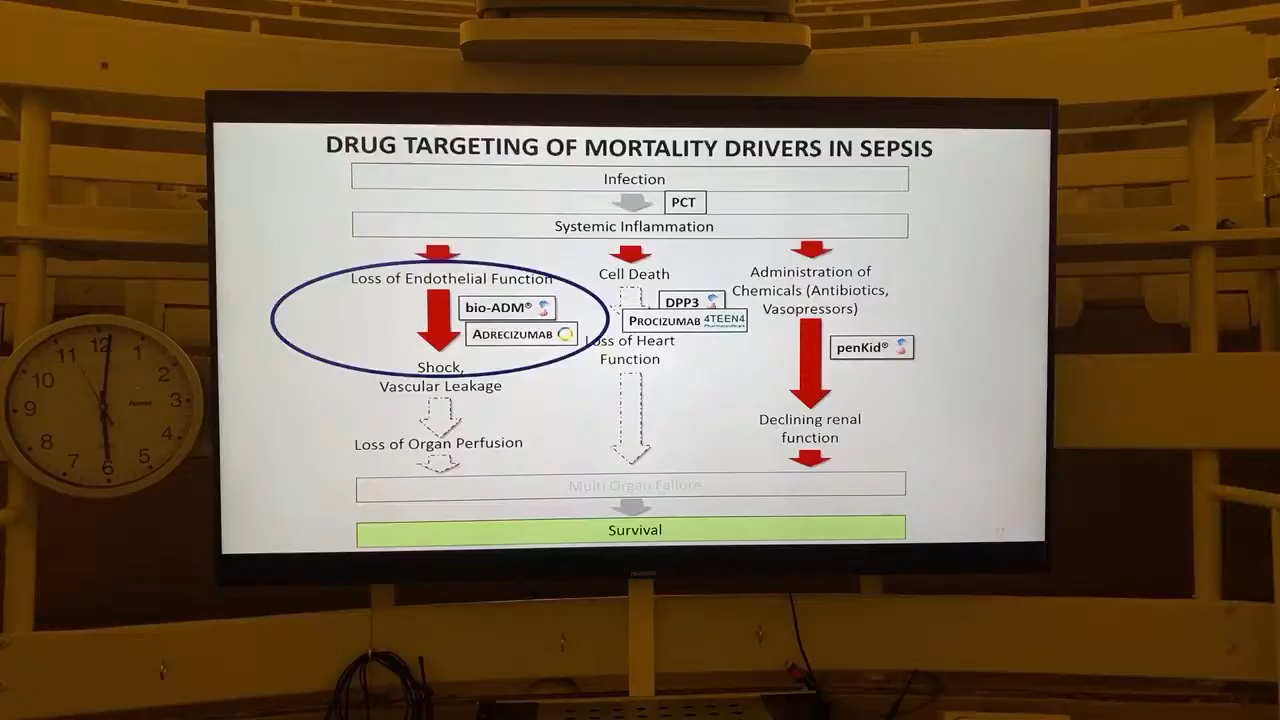 DRUG TARGETING OF MORTALITY DRIVERS IN SEPSIS
Infection
PCT
Systemic Inflammation
Loss of Endothelial Function
bio-ADM®
ADRECIZUMAB
Shock,
Vascular Leakage
Loss of Organ Perfusion
Cell Death
DPP3
PROCIZUMAB 4TEEN4
Pharmaceuticals
Loss of Heart
Function
Administration of
Chemicals (Antibiotics,
Vasopressors)
penKid®
Declining renal
function
Multi Organ Failure
Survival
12
1
2
3
4
5
6
7
8
9
10
11